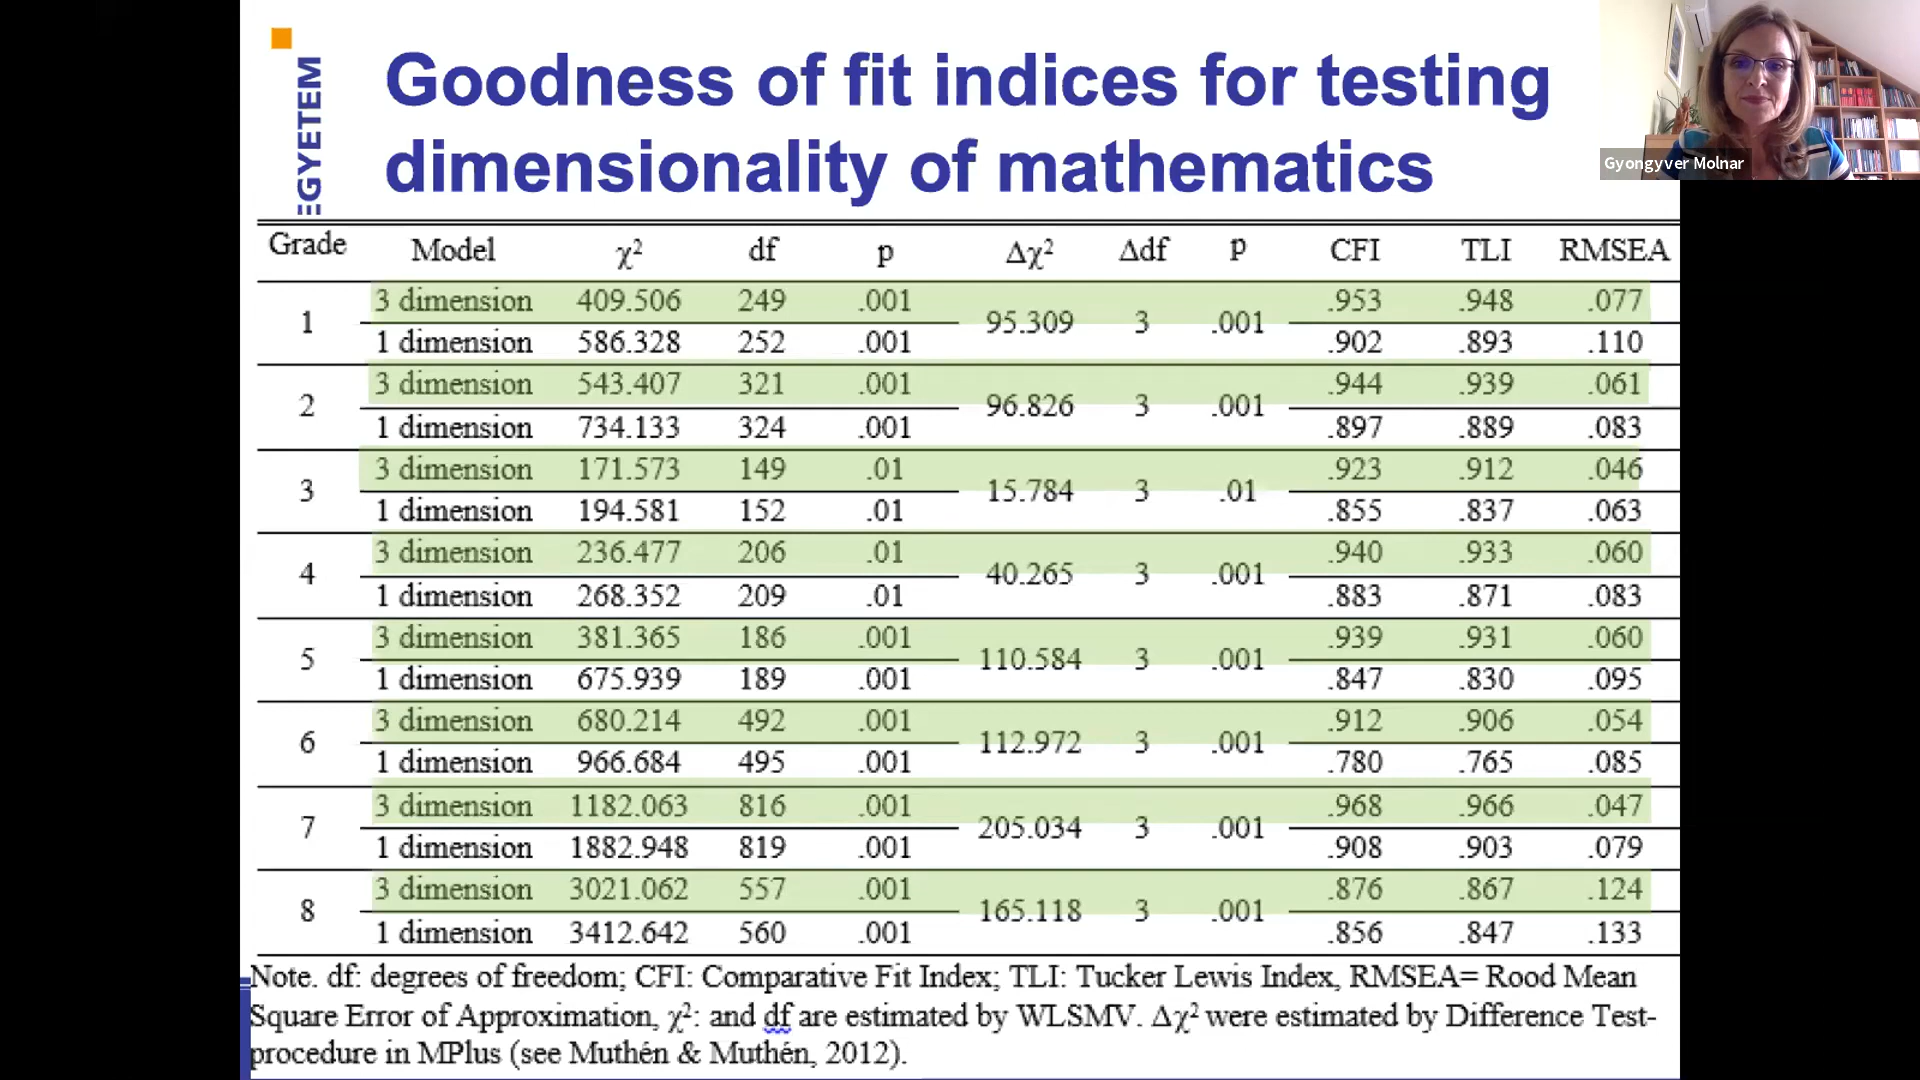 Goodness of fit indices for testing
dimensionality of mathematics
EGYETEM
Gyongyver Molnar
Grade Model χ² df p Δχ² Δdf p CFI TLI RMSEA
1 3 dimension 409.506 249 .001 95.309 3 .001 .953 .948 .077
1 dimension 586.328 252 .001 .902 .893 .110
2 3 dimension 543.407 321 .001 96.826 3 .001 .944 .939 .061
1 dimension 734.133 324 .001 .897 .889 .083
3 3 dimension 171.573 149 .01 15.784 3 .01 .923 .912 .046
1 dimension 194.581 152 .01 .855 .837 .063
4 3 dimension 236.477 206 .01 40.265 3 .001 .940 .933 .060
1 dimension 268.352 209 .01 .883 .871 .083
5 3 dimension 381.365 186 .001 110.584 3 .001 .939 .931 .060
1 dimension 675.939 189 .001 .847 .830 .095
6 3 dimension 680.214 492 .001 112.972 3 .001 .912 .906 .054
1 dimension 966.684 495 .001 .780 .765 .085
7 3 dimension 1182.063 816 .001 205.034 3 .001 .968 .966 .047
1 dimension 1882.948 819 .001 .908 .903 .079
8 3 dimension 3021.062 557 .001 165.118 3 .001 .876 .867 .124
1 dimension 3412.642 560 .001 .856 .847 .133
Note. df: degrees of freedom; CFI: Comparative Fit Index; TLI: Tucker Lewis Index, RMSEA= Rood Mean
Square Error of Approximation, χ²: and df are estimated by WLSMV. Δχ² were estimated by Difference Test-
procedure in MPlus (see Muthén & Muthén, 2012).